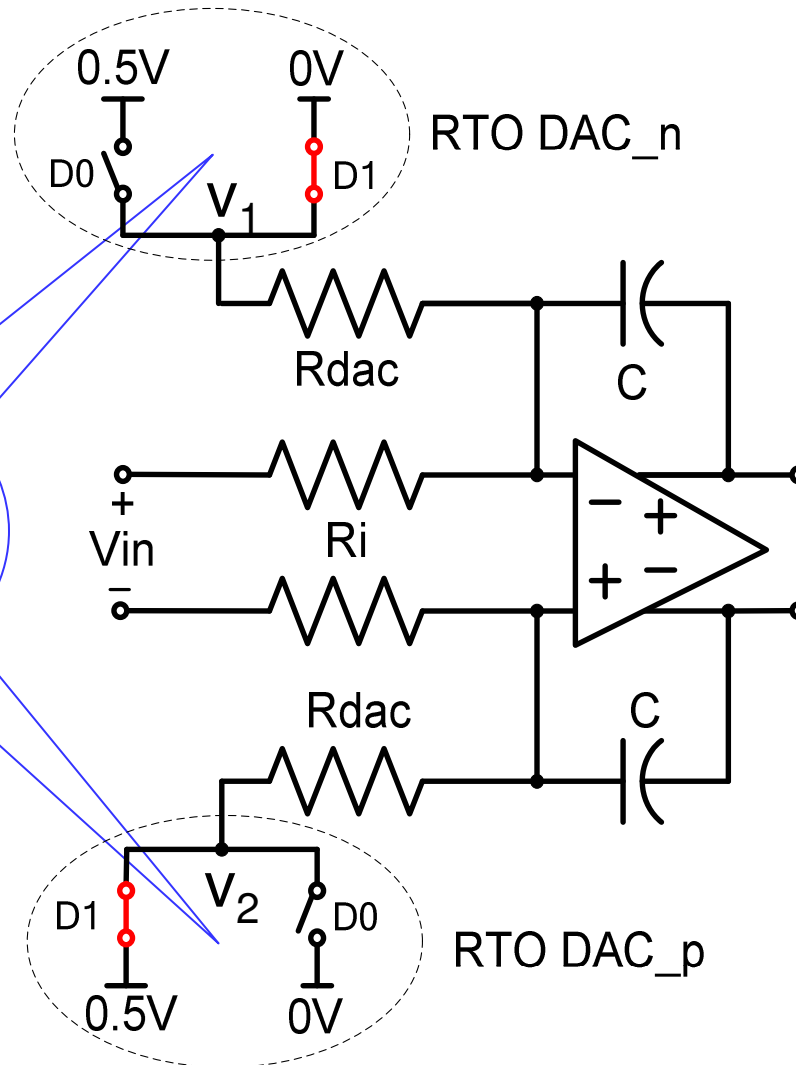 0.5V 0V
RTO DAC_n
D0 D1
V1
Rdac
C
+
Vin
−
Ri
− +
+ −
Rdac
C
V2
D1 D0
RTO DAC_p
0.5V 0V